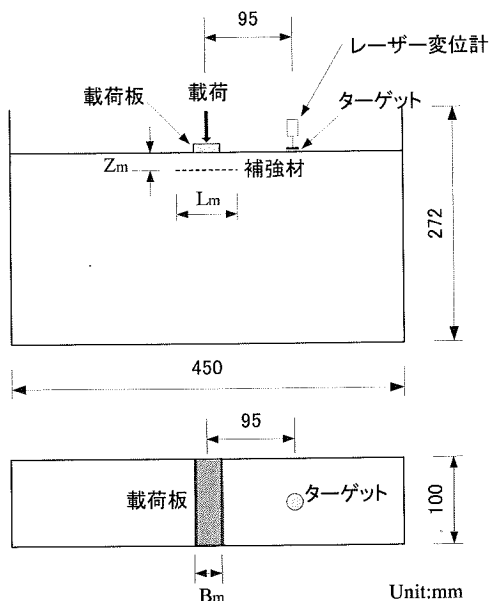 95
レーザー変位計
載荷板
載荷
ターゲット
Zm
補強材
Lm
272
450
95
載荷板
ターゲット
100
Bm
Unit:mm